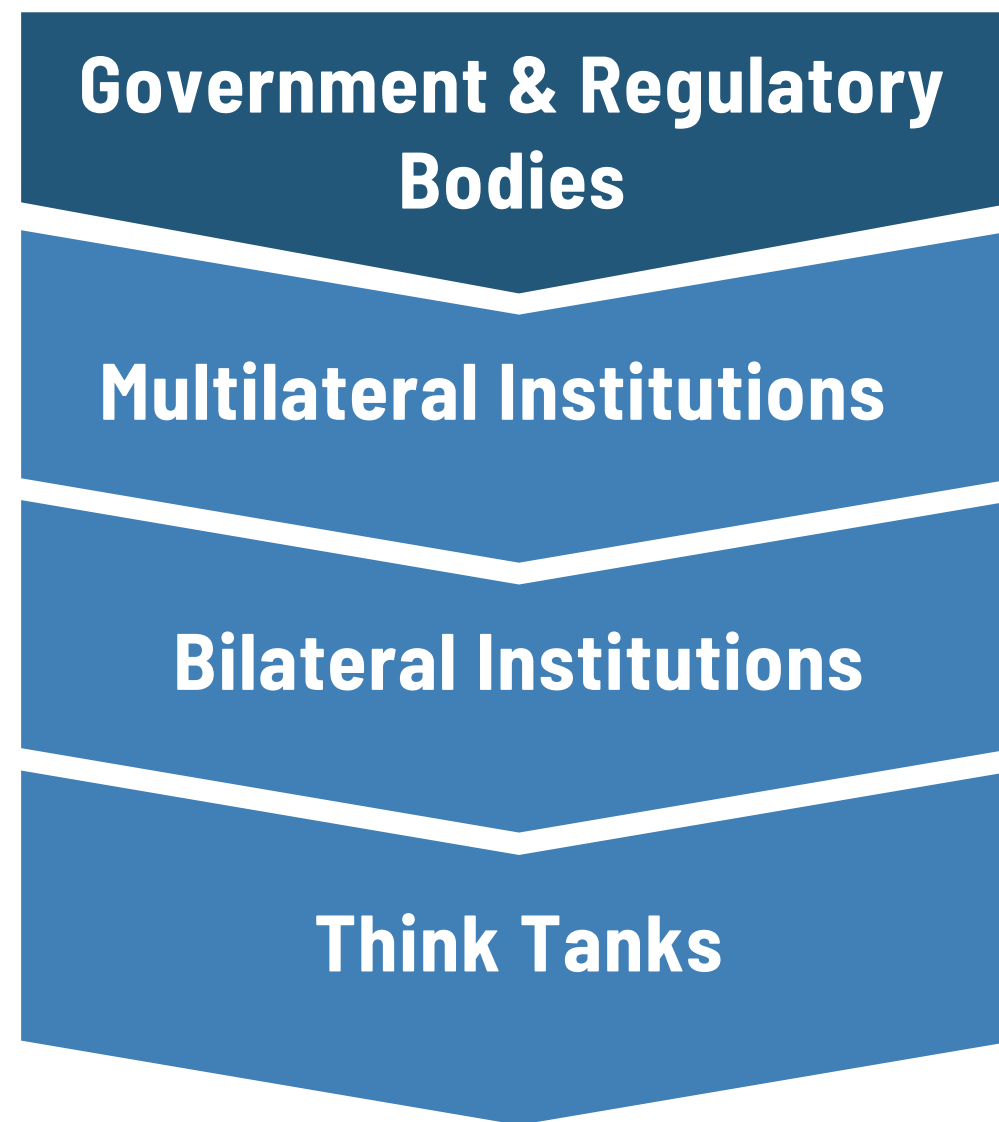 Government & Regulatory
Bodies
Multilateral Institutions
Bilateral Institutions
Think Tanks